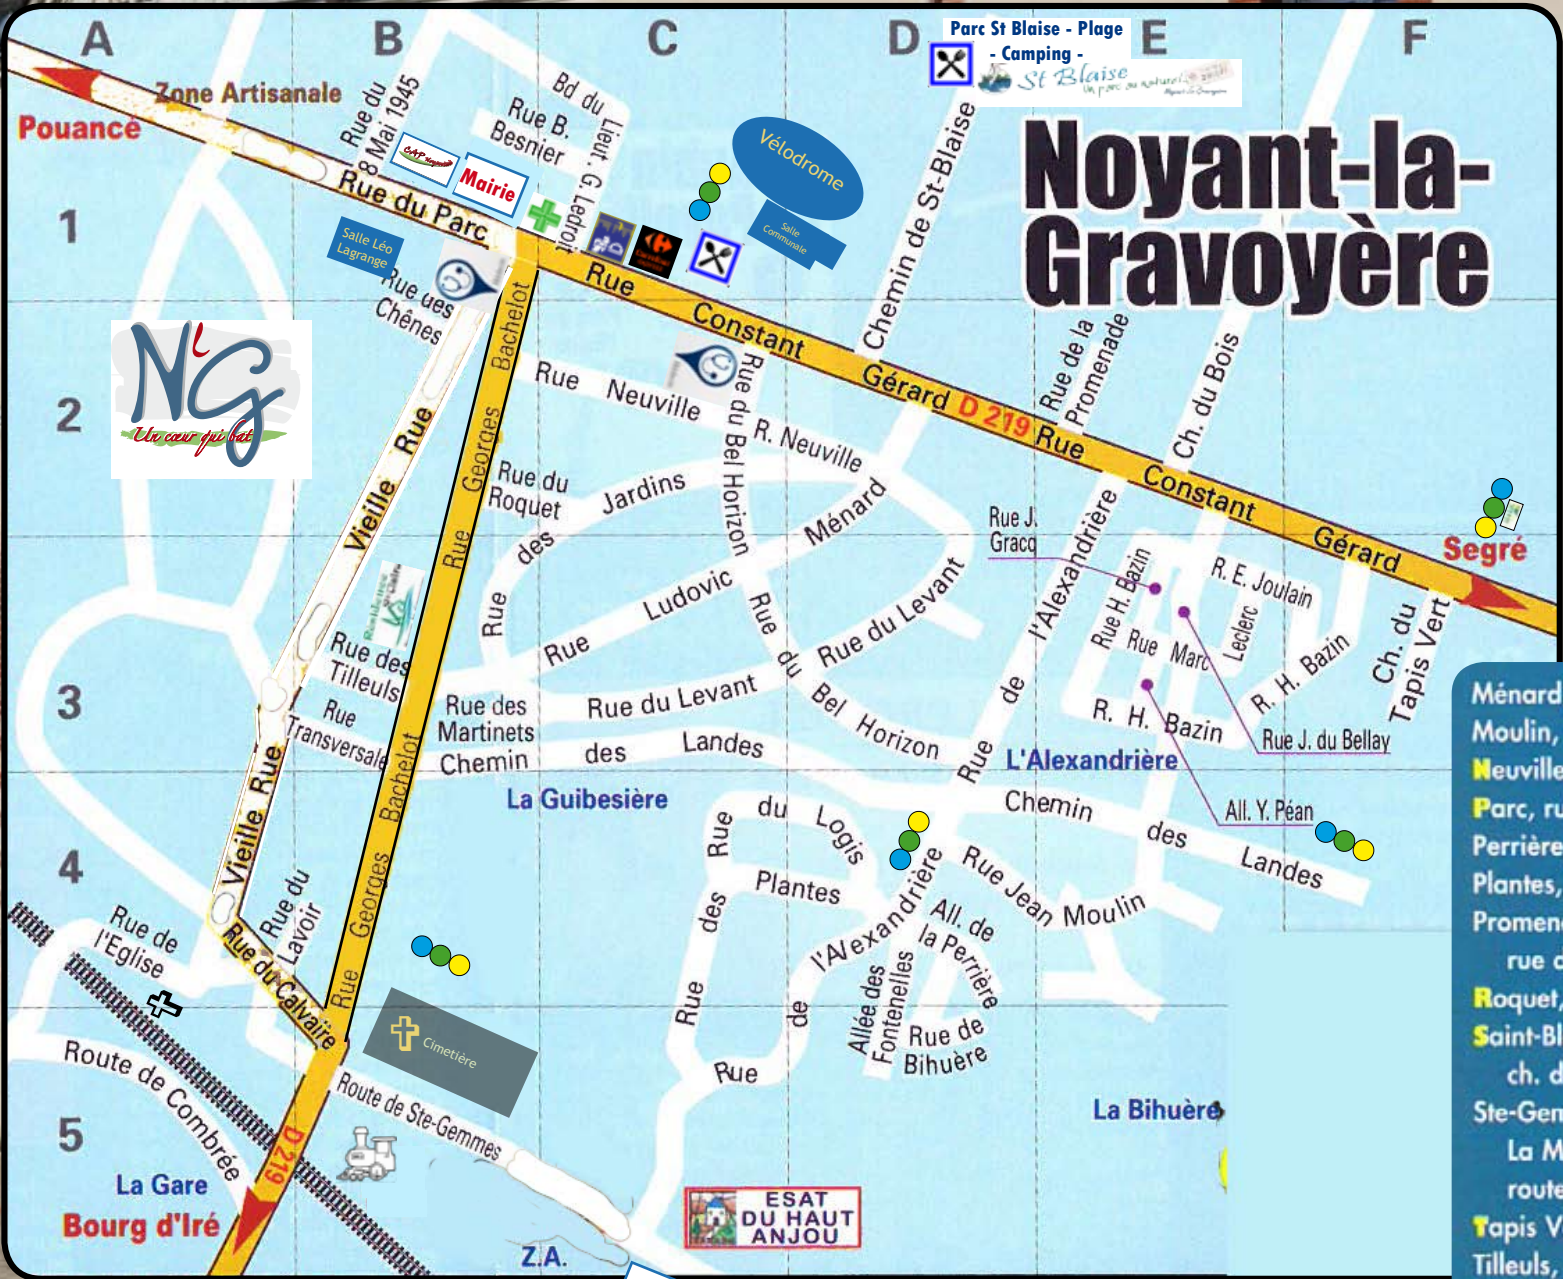 A
B
C
D
E
F
1
2
3
4
5
Parc St Blaise - Plage
- Camping -
St Blaise
Noyant-la-
Gravoyère
Zone Artisanale
Pouancé
Rue du
8 Mai 1945
Rue B.
Besnier
Bd du Lieut. G. Ledroit
Mairie
Vélodrome
Salle
Communale
Chemin de St-Blaise
Rue du Parc
Salle Léo
Lagrange
Rue des
Chênes
N'G
Un cœur qui bat
Rue Constant Gérard D 219 Rue Constant Gérard
Rue de la
Promenade
Ch. du Bois
Segré
Rue Georges Bachelot
Vieille Rue
Rue Neuville
R. Neuville
Rue du Bel Horizon
Rue du
Roquet
Rue des Jardins
Rue Ludovic Ménard
Rue J.
Gracq
Rue de l'Alexandrière
Rue H. Bazin
R. E. Joulain
Rue Marc Leclerc
R. H. Bazin
R. H. Bazin
Ch. du
Tapis Vert
Rue des
Tilleuls
Rue
Transversale
Rue des
Martinets
Rue du Levant
Rue du Levant
Rue du Bel Horizon
Chemin des Landes
Rue J. du Bellay
L'Alexandrière
La Guibesière
All. Y. Péan
Chemin des Landes
Vieille Rue
Rue Georges Bachelot
Rue du
Lavoir
Rue de
l'Eglise
Rue du Calvaire
Rue des Plantes
Rue du Logis
Rue de l'Alexandrière
Rue Jean Moulin
All. de
la Perrière
Allée des
Fontenelles
Rue de
Bihuère
Cimetière
Route de Combrée
Route de Ste-Gemmes
La Bihuère
D 219
La Gare
Bourg d'Iré
Z.A.
ESAT
DU HAUT
ANJOU
Ménard
Moulin,
Neuville
Parc, ru
Perrière
Plantes,
Promen
rue d
Roquet,
Saint-Bl
ch. d
Ste-Gem
La M
route
Tapis V
Tilleuls,